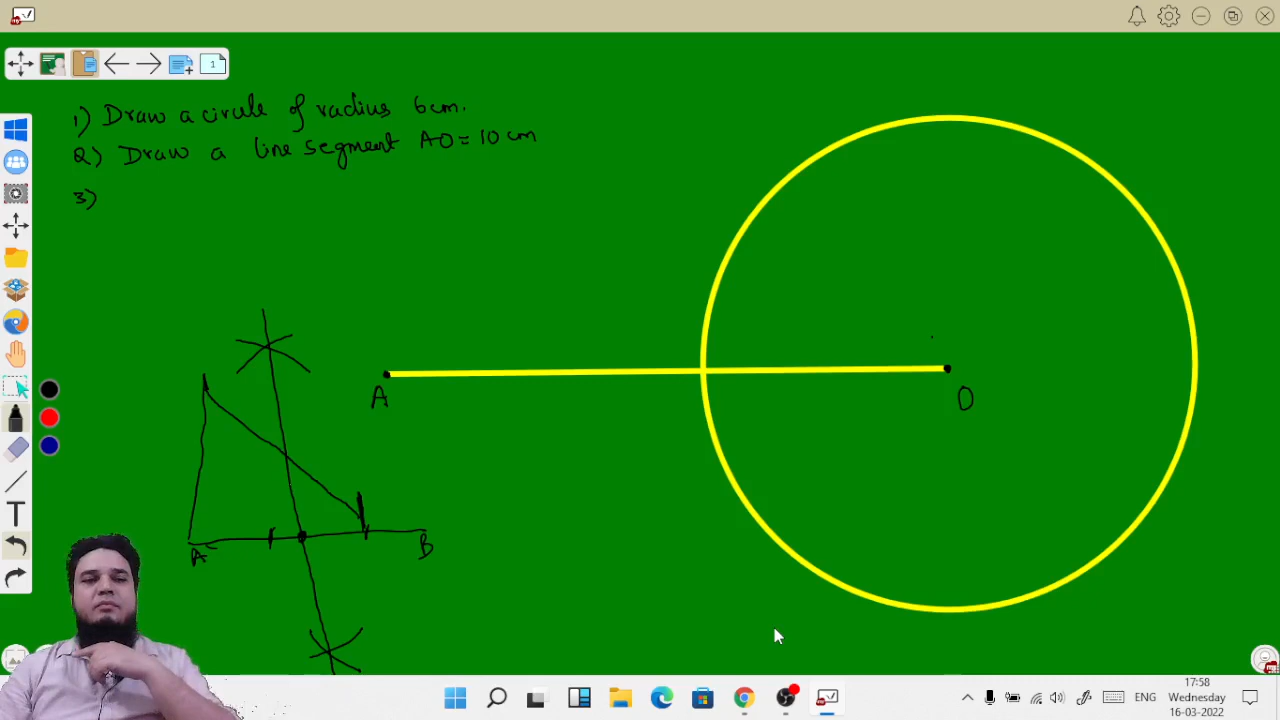 1
1) Draw a circle of radius 6cm.
2) Draw a line segment AO = 10 cm
3)
A
O
A
B
T
ENG
17:58
Wednesday
16-03-2022